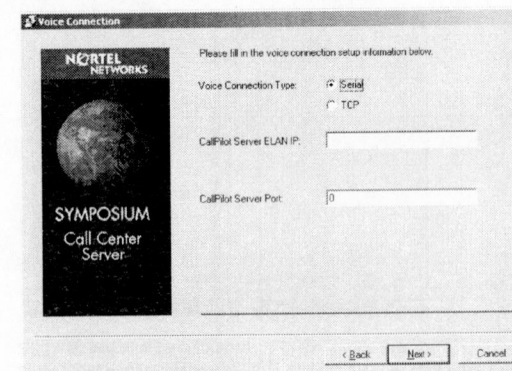 Voice Connection
NORTEL
NETWORKS
SYMPOSIUM
Call Center
Server
Please fill in the voice connection setup information below.
Voice Connection Type:
Serial
TCP
CallPilot Server ELAN IP:
CallPilot Server Port:
0
< Back
Next >
Cancel